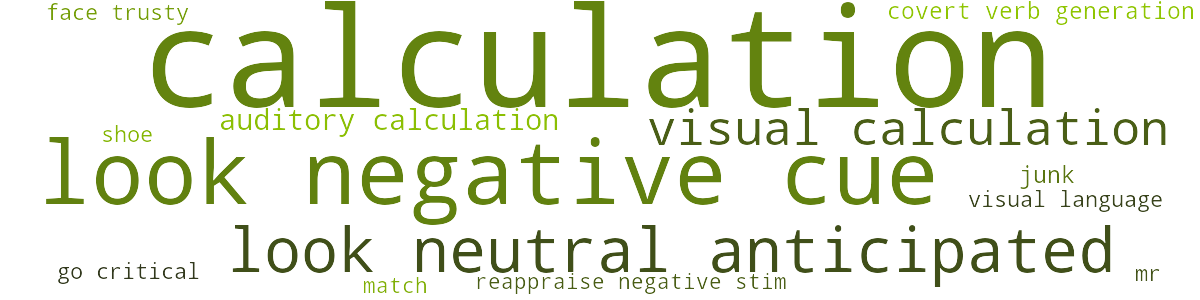 face trusty
calculation
covert verb generation
auditory calculation
visual calculation
shoe
look negative cue
junk
visual language
look neutral anticipated
go critical
match
reappraise negative stim
mr